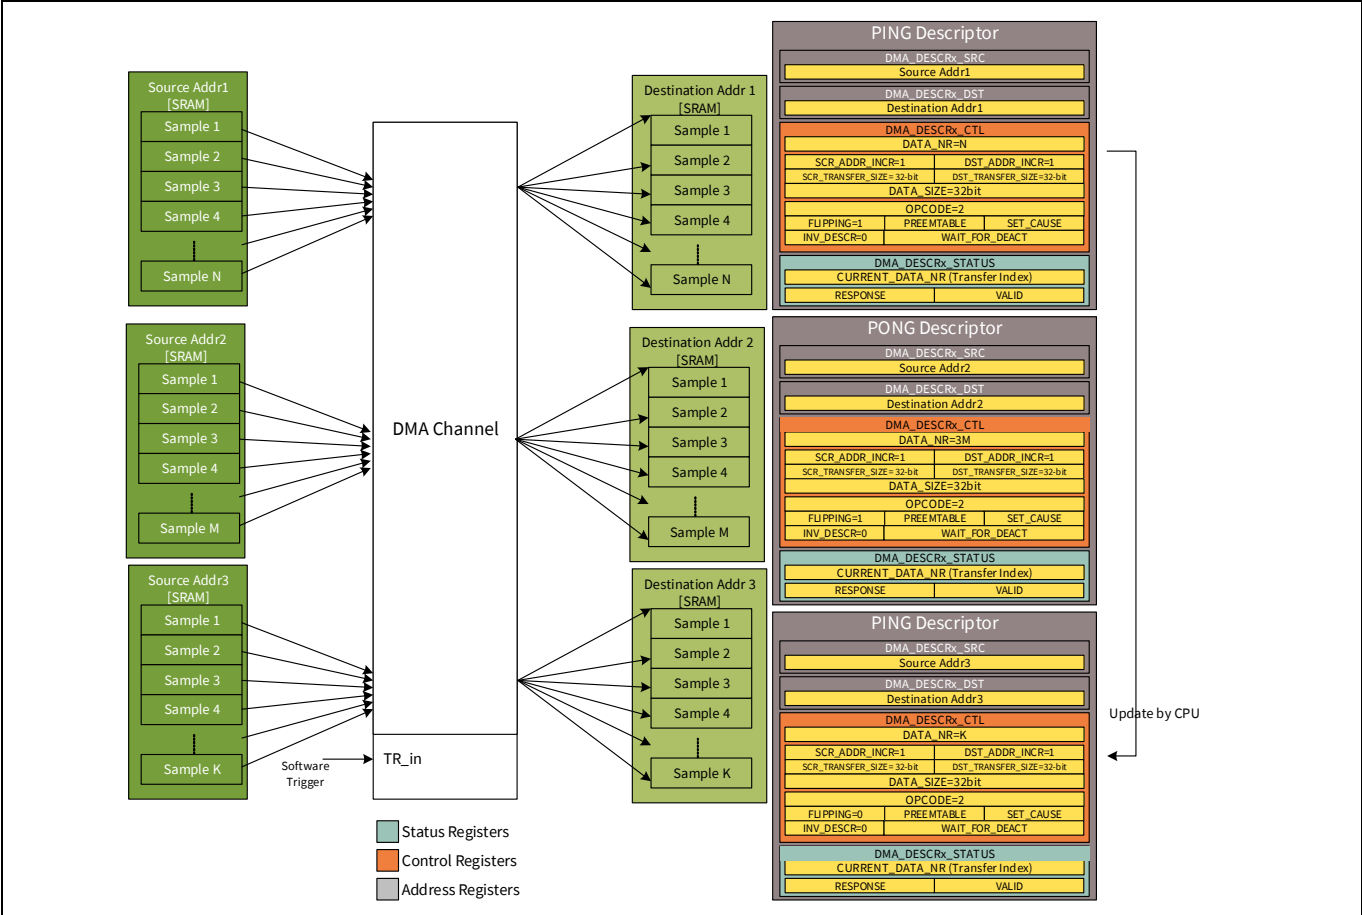 Source Addr1
[SRAM]
Sample 1
Sample 2
Sample 3
Sample 4
Sample N
Source Addr2
[SRAM]
Sample 1
Sample 2
Sample 3
Sample 4
Sample M
Source Addr3
[SRAM]
Sample 1
Sample 2
Sample 3
Sample 4
Sample K
Software
Trigger
DMA Channel
TR_in
Status Registers
Control Registers
Address Registers
Destination Addr 1
[SRAM]
Sample 1
Sample 2
Sample 3
Sample 4
Sample N
Destination Addr 2
[SRAM]
Sample 1
Sample 2
Sample 3
Sample 4
Sample M
Destination Addr 3
[SRAM]
Sample 1
Sample 2
Sample 3
Sample 4
Sample K
PING Descriptor
DMA_DESCRx_SRC
Source Addr1
DMA_DESCRx_DST
Destination Addr1
DMA_DESCRx_CTL
DATA_NR=N
SCR_ADDR_INCR=1 DST_ADDR_INCR=1
SCR_TRANSFER_SIZE= 32-bit DST_TRANSFER_SIZE=32-bit
DATA_SIZE=32bit
OPCODE=2
FLIPPING=1 PREEMTABLE SET_CAUSE
INV_DESCR=0 WAIT_FOR_DEACT
DMA_DESCRx_STATUS
CURRENT_DATA_NR (Transfer Index)
RESPONSE VALID
PONG Descriptor
DMA_DESCRx_SRC
Source Addr2
DMA_DESCRx_DST
Destination Addr2
DMA_DESCRx_CTL
DATA_NR=3M
SCR_ADDR_INCR=1 DST_ADDR_INCR=1
SCR_TRANSFER_SIZE= 32-bit DST_TRANSFER_SIZE=32-bit
DATA_SIZE=32bit
OPCODE=2
FLIPPING=1 PREEMTABLE SET_CAUSE
INV_DESCR=0 WAIT_FOR_DEACT
DMA_DESCRx_STATUS
CURRENT_DATA_NR (Transfer Index)
RESPONSE VALID
PING Descriptor
DMA_DESCRx_SRC
Source Addr3
DMA_DESCRx_DST
Destination Addr3
DMA_DESCRx_CTL
DATA_NR=K
SCR_ADDR_INCR=1 DST_ADDR_INCR=1
SCR_TRANSFER_SIZE= 32-bit DST_TRANSFER_SIZE=32-bit
DATA_SIZE=32bit
OPCODE=2
FLIPPING=0 PREEMTABLE SET_CAUSE
INV_DESCR=0 WAIT_FOR_DEACT
DMA_DESCRx_STATUS
CURRENT_DATA_NR (Transfer Index)
RESPONSE VALID
Update by CPU